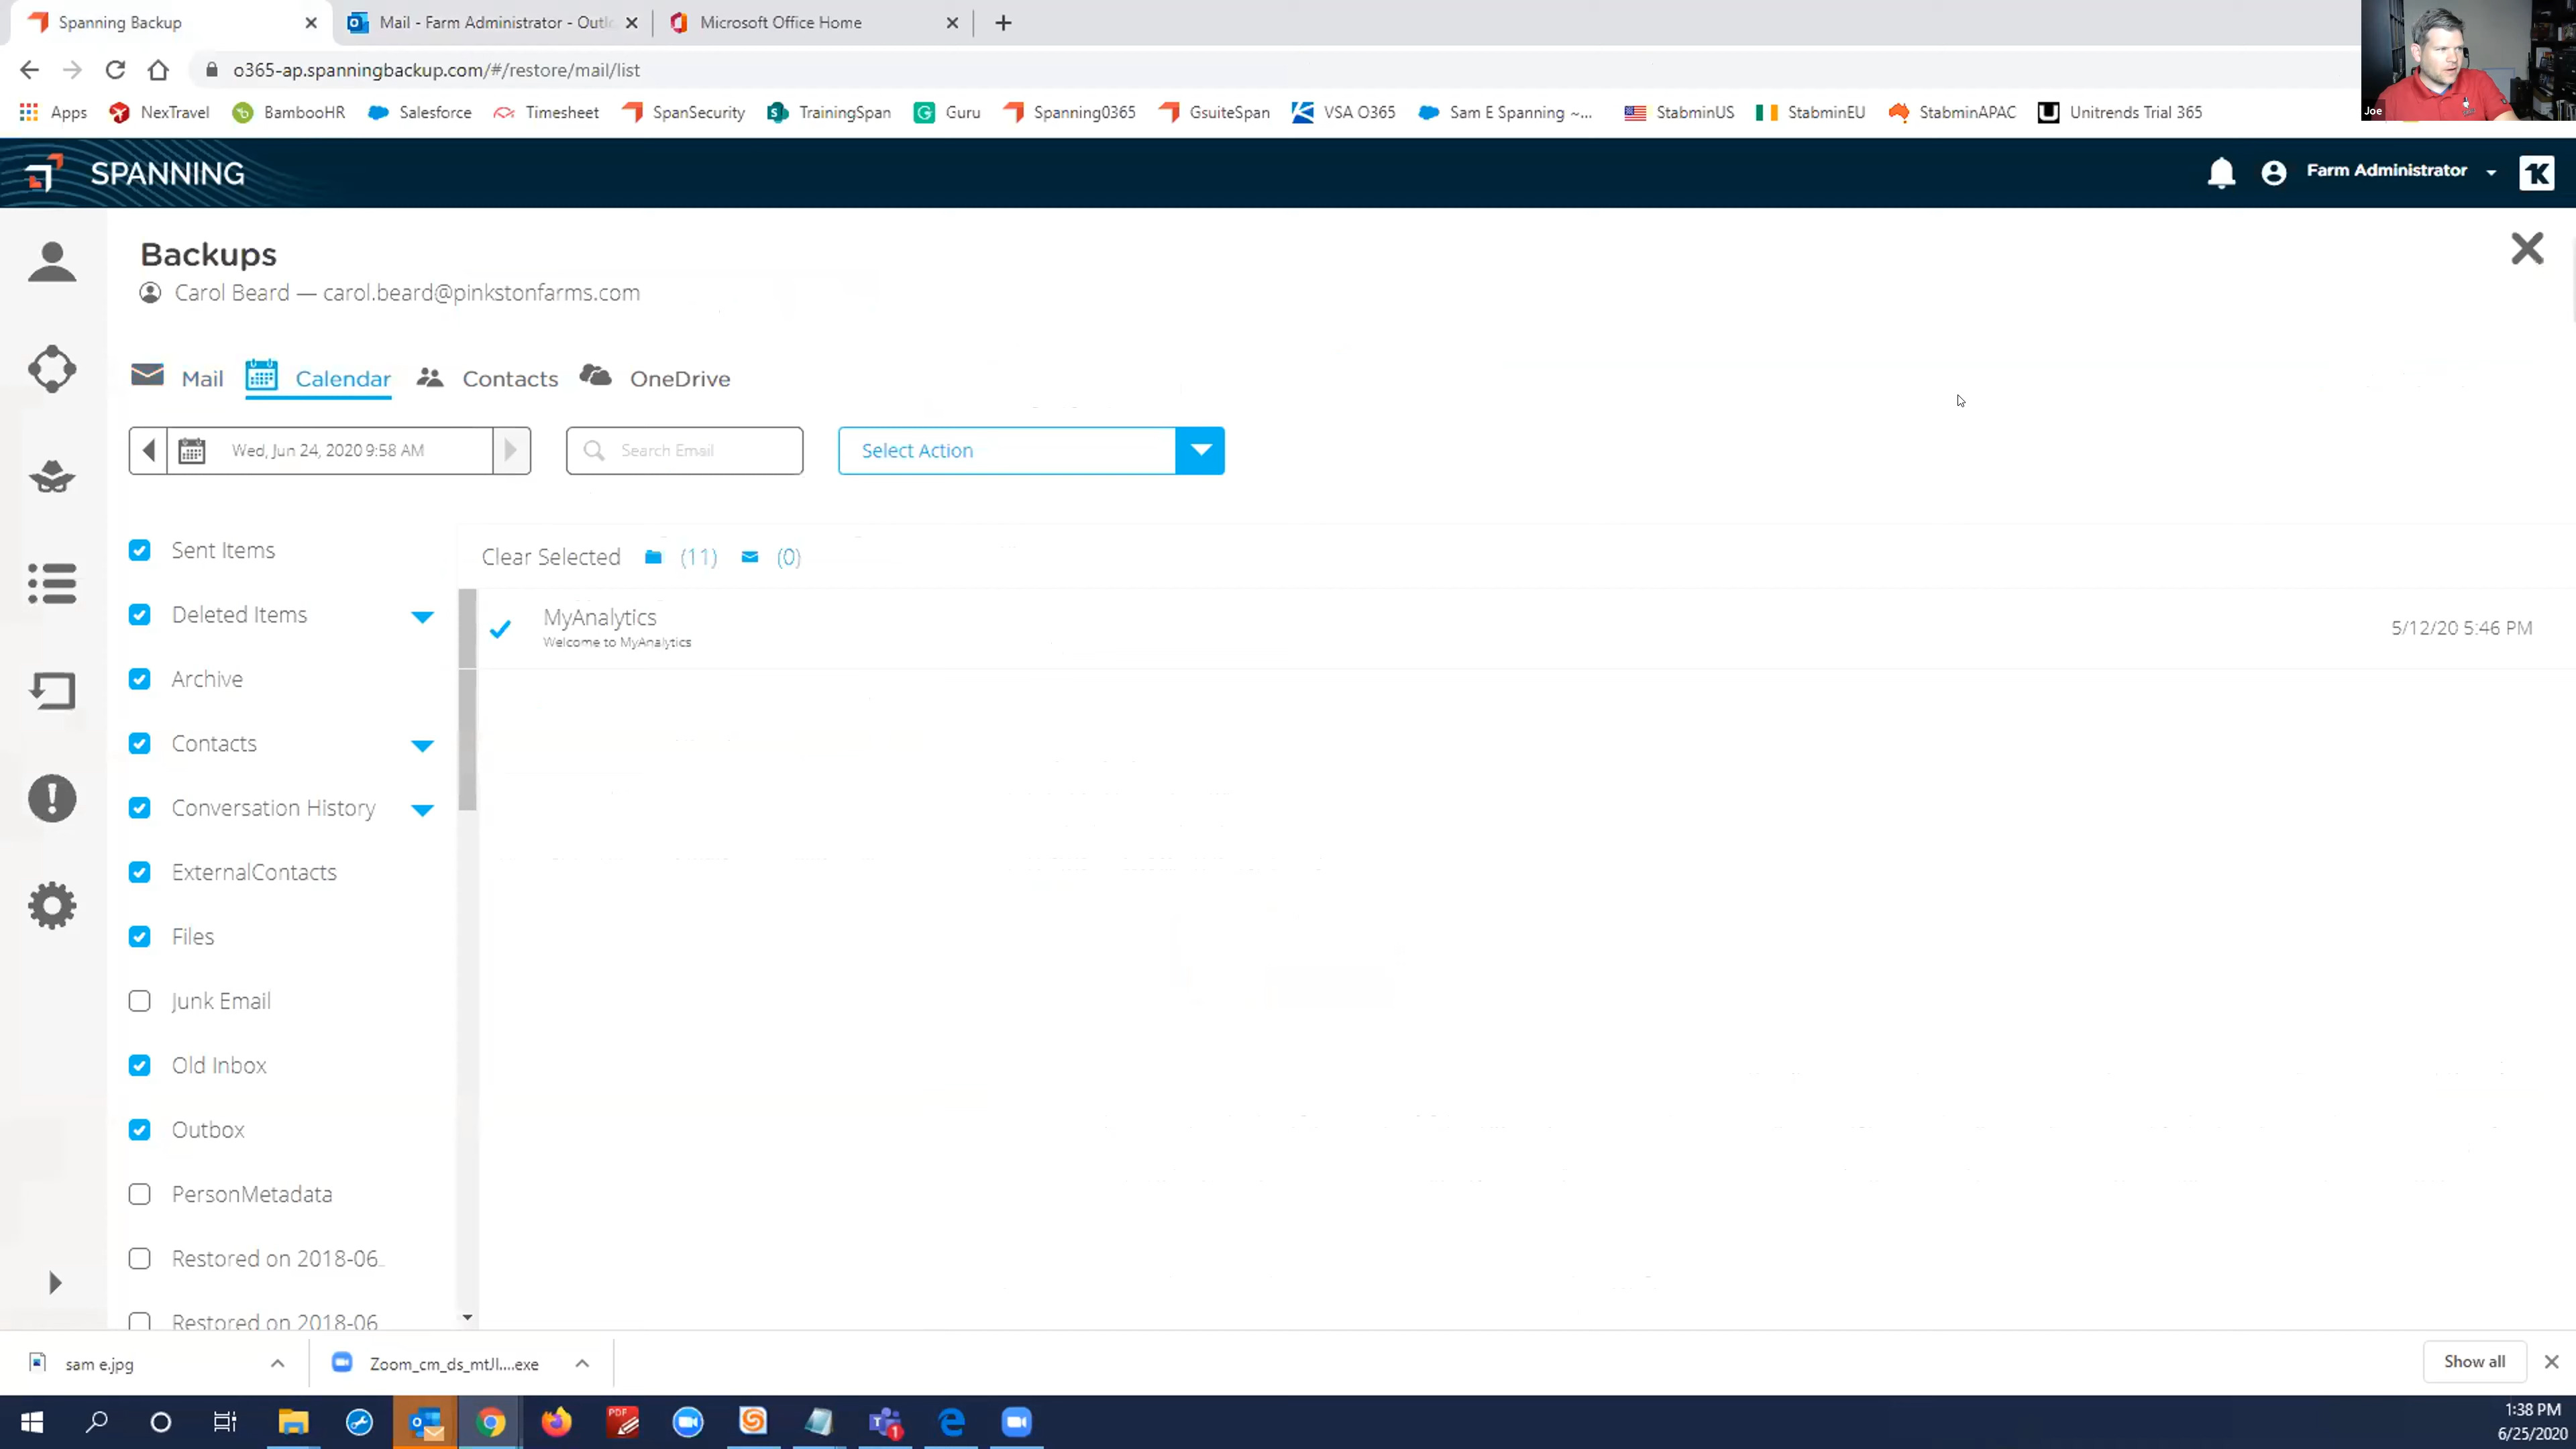 Spanning Backup
Mail - Farm Administrator - Outlo
Microsoft Office Home
o365-ap.spanningbackup.com/#/restore/mail/list
Joe
Apps NexTravel BambooHR Salesforce Timesheet SpanSecurity TrainingSpan Guru Spanning0365 GsuiteSpan VSA O365 Sam E Spanning ~... StabminUS StabminEU StabminAPAC Unitrends Trial 365
SPANNING
Farm Administrator
K
Backups
Carol Beard — carol.beard@pinkstonfarms.com
Mail Calendar Contacts OneDrive
Wed, Jun 24, 2020 9:58 AM
Search Email
Select Action
Sent Items
Clear Selected (11) (0)
Deleted Items
MyAnalytics
Welcome to MyAnalytics
5/12/20 5:46 PM
Archive
Contacts
Conversation History
ExternalContacts
Files
Junk Email
Old Inbox
Outbox
PersonMetadata
Restored on 2018-06...
Restored on 2018-06
sam e.jpg
Zoom_cm_ds_mtJl....exe
Show all
PDF
1
1:38 PM
6/25/2020